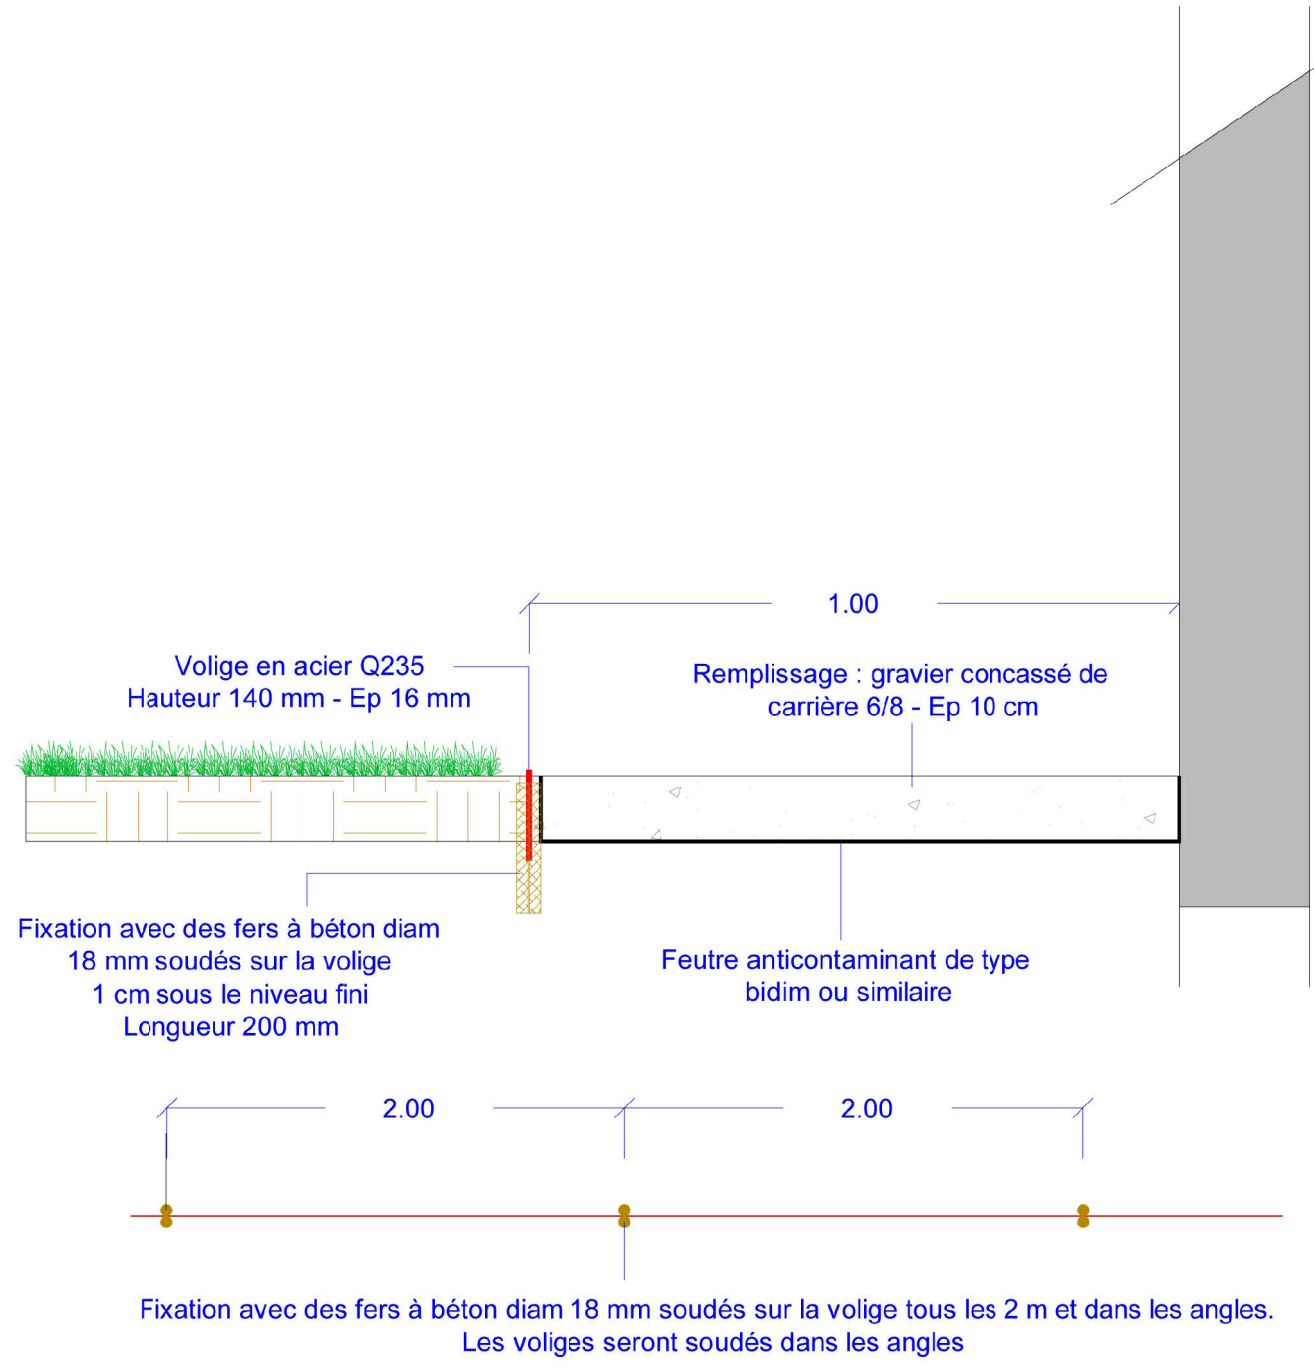 1.00
Volige en acier Q235
Hauteur 140 mm - Ep 16 mm
Remplissage : gravier concassé de
carrière 6/8 - Ep 10 cm
Fixation avec des fers à béton diam
18 mm soudés sur la volige
1 cm sous le niveau fini
Longueur 200 mm
Feutre anticontaminant de type
bidim ou similaire
2.00
2.00
Fixation avec des fers à béton diam 18 mm soudés sur la volige tous les 2 m et dans les angles.
Les voliges seront soudés dans les angles